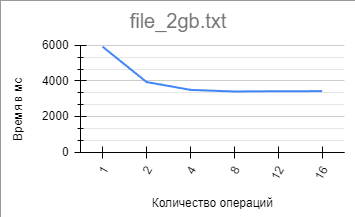 file_2gb.txt
6000
4000
2000
0
Время в мс
1 2 4 8 12 16
Количество операций